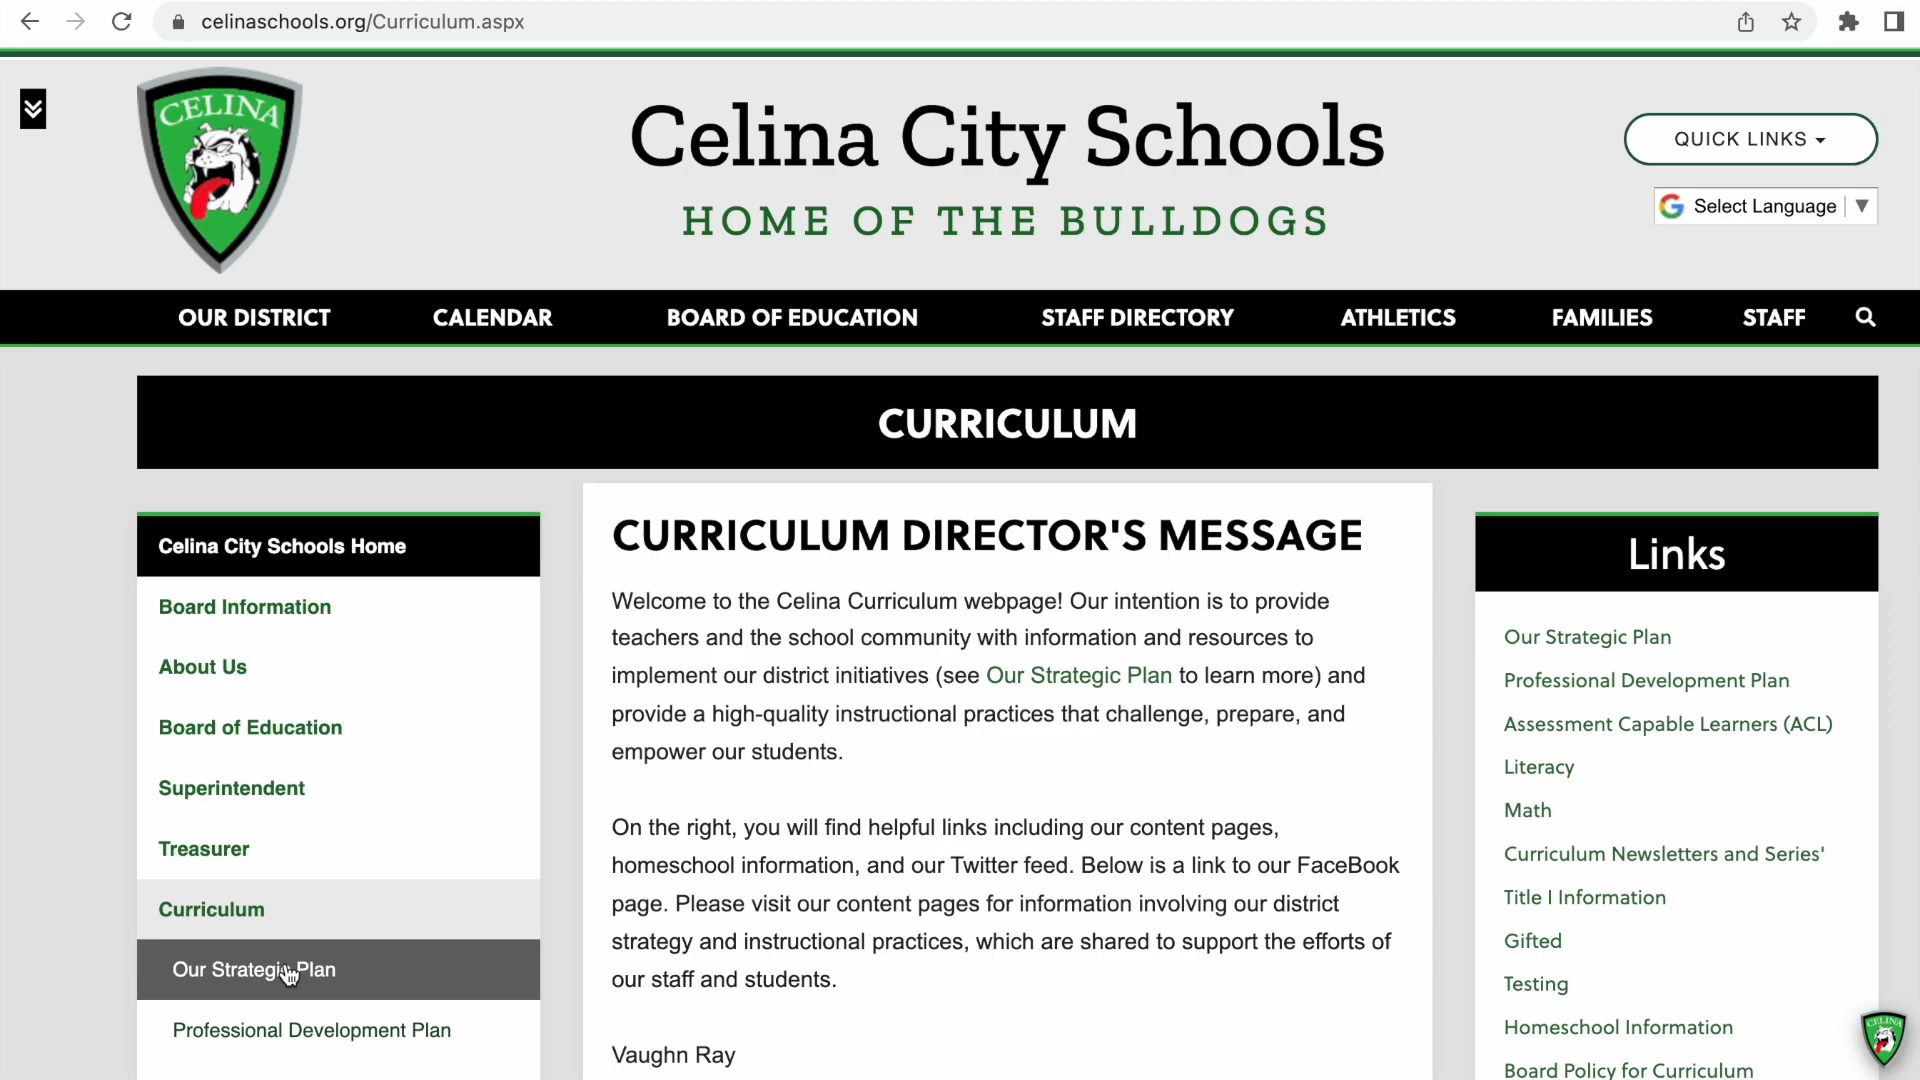 celinaschools.org/Curriculum.aspx
CELINA
Celina City Schools
HOME OF THE BULLDOGS
QUICK LINKS
Select Language
OUR DISTRICT
CALENDAR
BOARD OF EDUCATION
STAFF DIRECTORY
ATHLETICS
FAMILIES
STAFF
CURRICULUM
Celina City Schools Home
Board Information
About Us
Board of Education
Superintendent
Treasurer
Curriculum
Our Strategic Plan
Professional Development Plan
CURRICULUM DIRECTOR'S MESSAGE
Welcome to the Celina Curriculum webpage! Our intention is to provide
teachers and the school community with information and resources to
implement our district initiatives (see Our Strategic Plan to learn more) and
provide a high-quality instructional practices that challenge, prepare, and
empower our students.
On the right, you will find helpful links including our content pages,
homeschool information, and our Twitter feed. Below is a link to our FaceBook
page. Please visit our content pages for information involving our district
strategy and instructional practices, which are shared to support the efforts of
our staff and students.
Vaughn Ray
Links
Our Strategic Plan
Professional Development Plan
Assessment Capable Learners (ACL)
Literacy
Math
Curriculum Newsletters and Series'
Title I Information
Gifted
Testing
Homeschool Information
Board Policy for Curriculum
CELINA